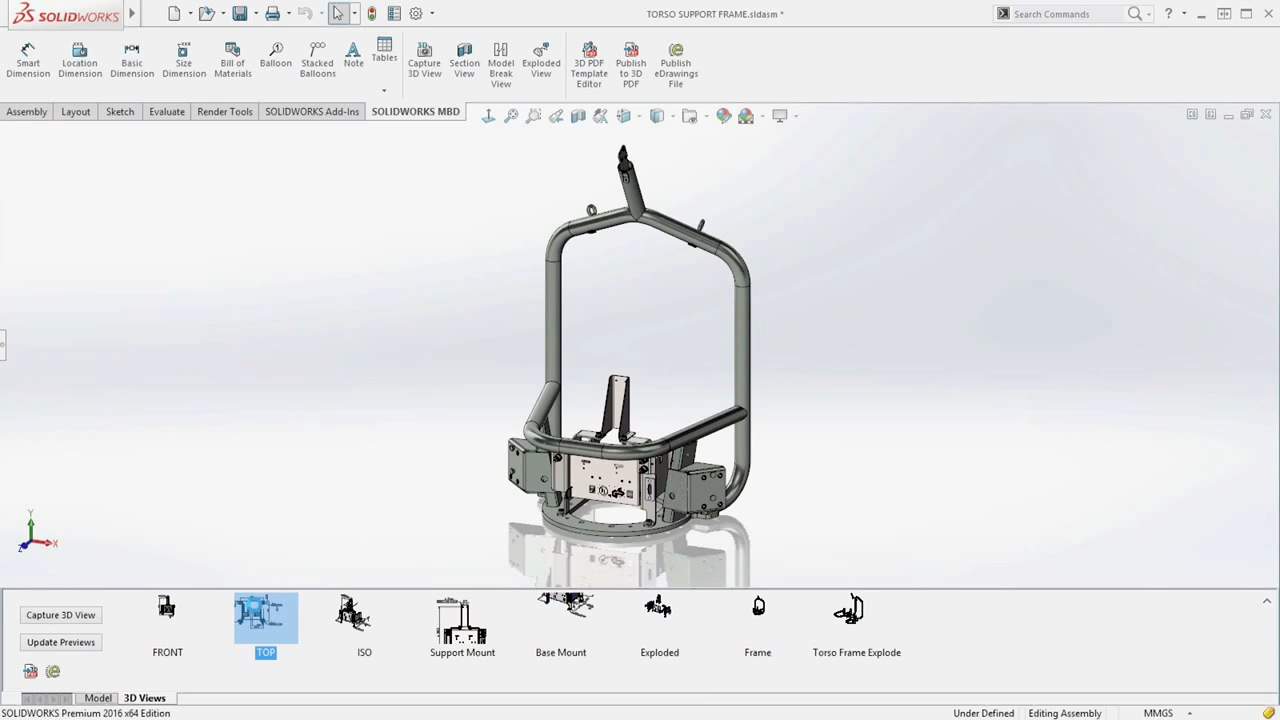 SOLIDWORKS
TORSO SUPPORT FRAME.sldasm *
Search Commands
?
Smart Dimension
Location Dimension
Basic Dimension
Size Dimension
Bill of Materials
Balloon
Stacked Balloons
Note
Tables
Capture 3D View
Section View
Model Break View
Exploded View
3D PDF Template Editor
Publish to 3D PDF
Publish eDrawings File
Assembly
Layout
Sketch
Evaluate
Render Tools
SOLIDWORKS Add-Ins
SOLIDWORKS MBD
Y
X
Z
Capture 3D View
Update Previews
FRONT
TOP
ISO
Support Mount
Base Mount
Exploded
Frame
Torso Frame Explode
Model
3D Views
SOLIDWORKS Premium 2016 x64 Edition
Under Defined
Editing Assembly
MMGS